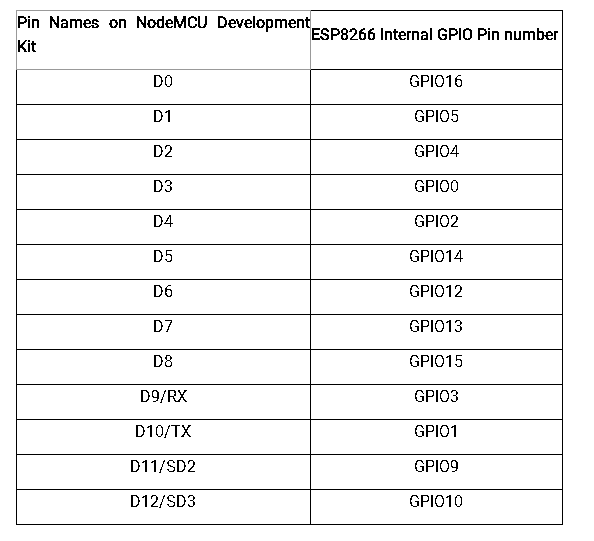 Pin Names on NodeMCU Development Kit | ESP8266 Internal GPIO Pin number
D0 | GPIO16
D1 | GPIO5
D2 | GPIO4
D3 | GPIO0
D4 | GPIO2
D5 | GPIO14
D6 | GPIO12
D7 | GPIO13
D8 | GPIO15
D9/RX | GPIO3
D10/TX | GPIO1
D11/SD2 | GPIO9
D12/SD3 | GPIO10